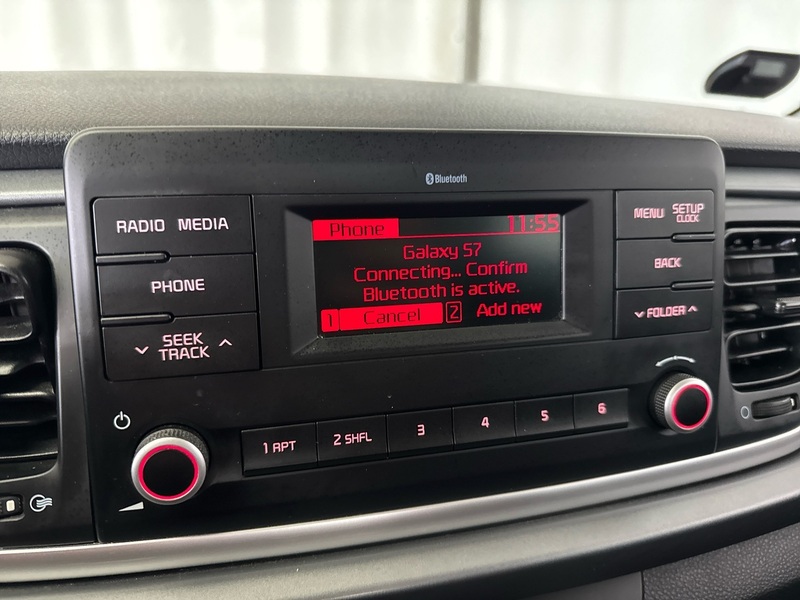 Bluetooth
RADIO MEDIA
PHONE
SEEK
TRACK
Phone 11:55
Galaxy S7
Connecting... Confirm
Bluetooth is active.
1 Cancel 2 Add new
MENU SETUP
CLOCK
BACK
FOLDER
1 RPT 2 SHFL 3 4 5 6